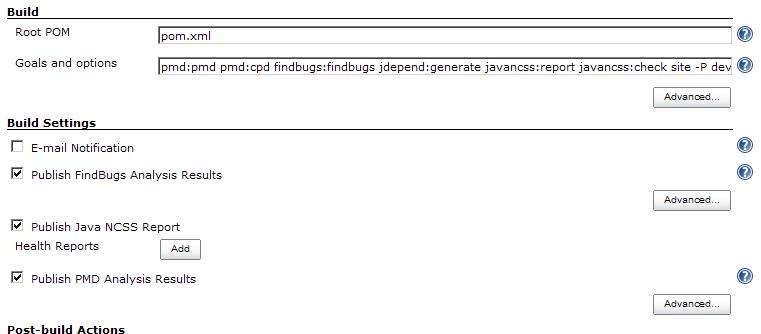 Build
Root POM
pom.xml
Goals and options
pmd:pmd pmd:cpd findbugs:findbugs jdepend:generate javancss:report javancss:check site -P dev
Advanced...
Build Settings
E-mail Notification
Publish FindBugs Analysis Results
Advanced...
Publish Java NCSS Report
Health Reports
Add
Publish PMD Analysis Results
Advanced...
Post-build Actions